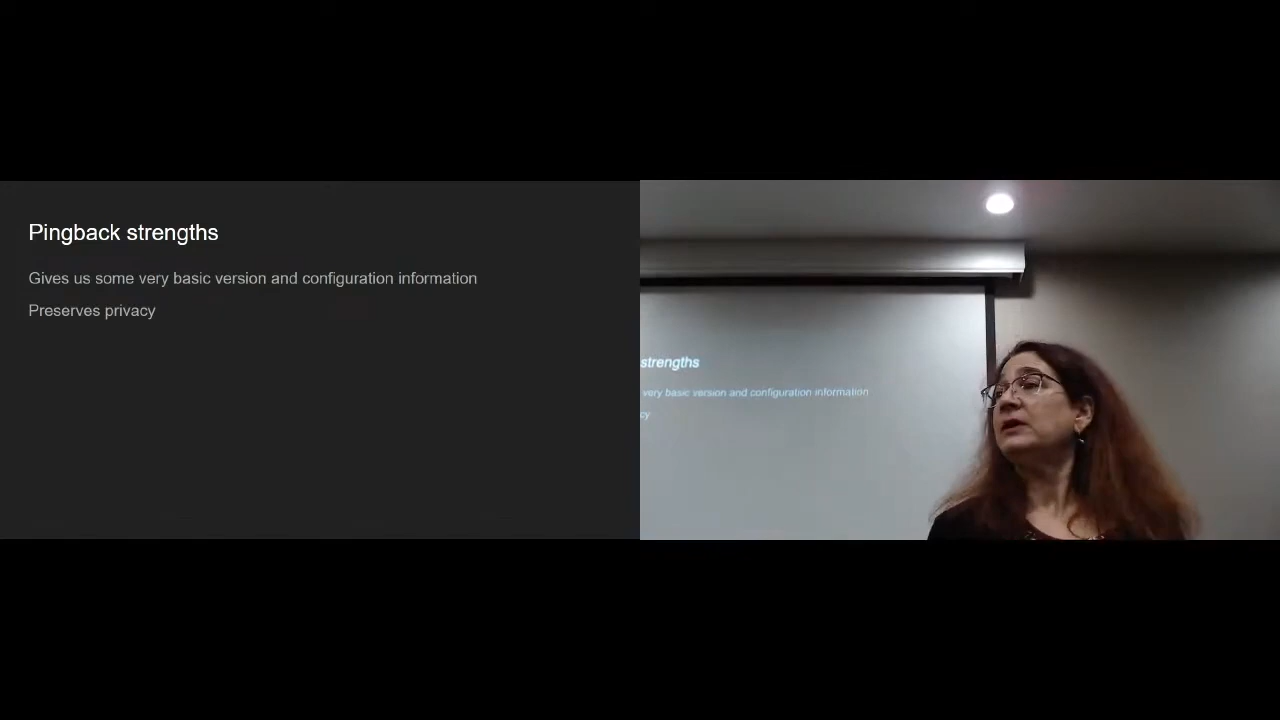 Pingback strengths
Gives us some very basic version and configuration information
Preserves privacy
strengths
very basic version and configuration information
cy